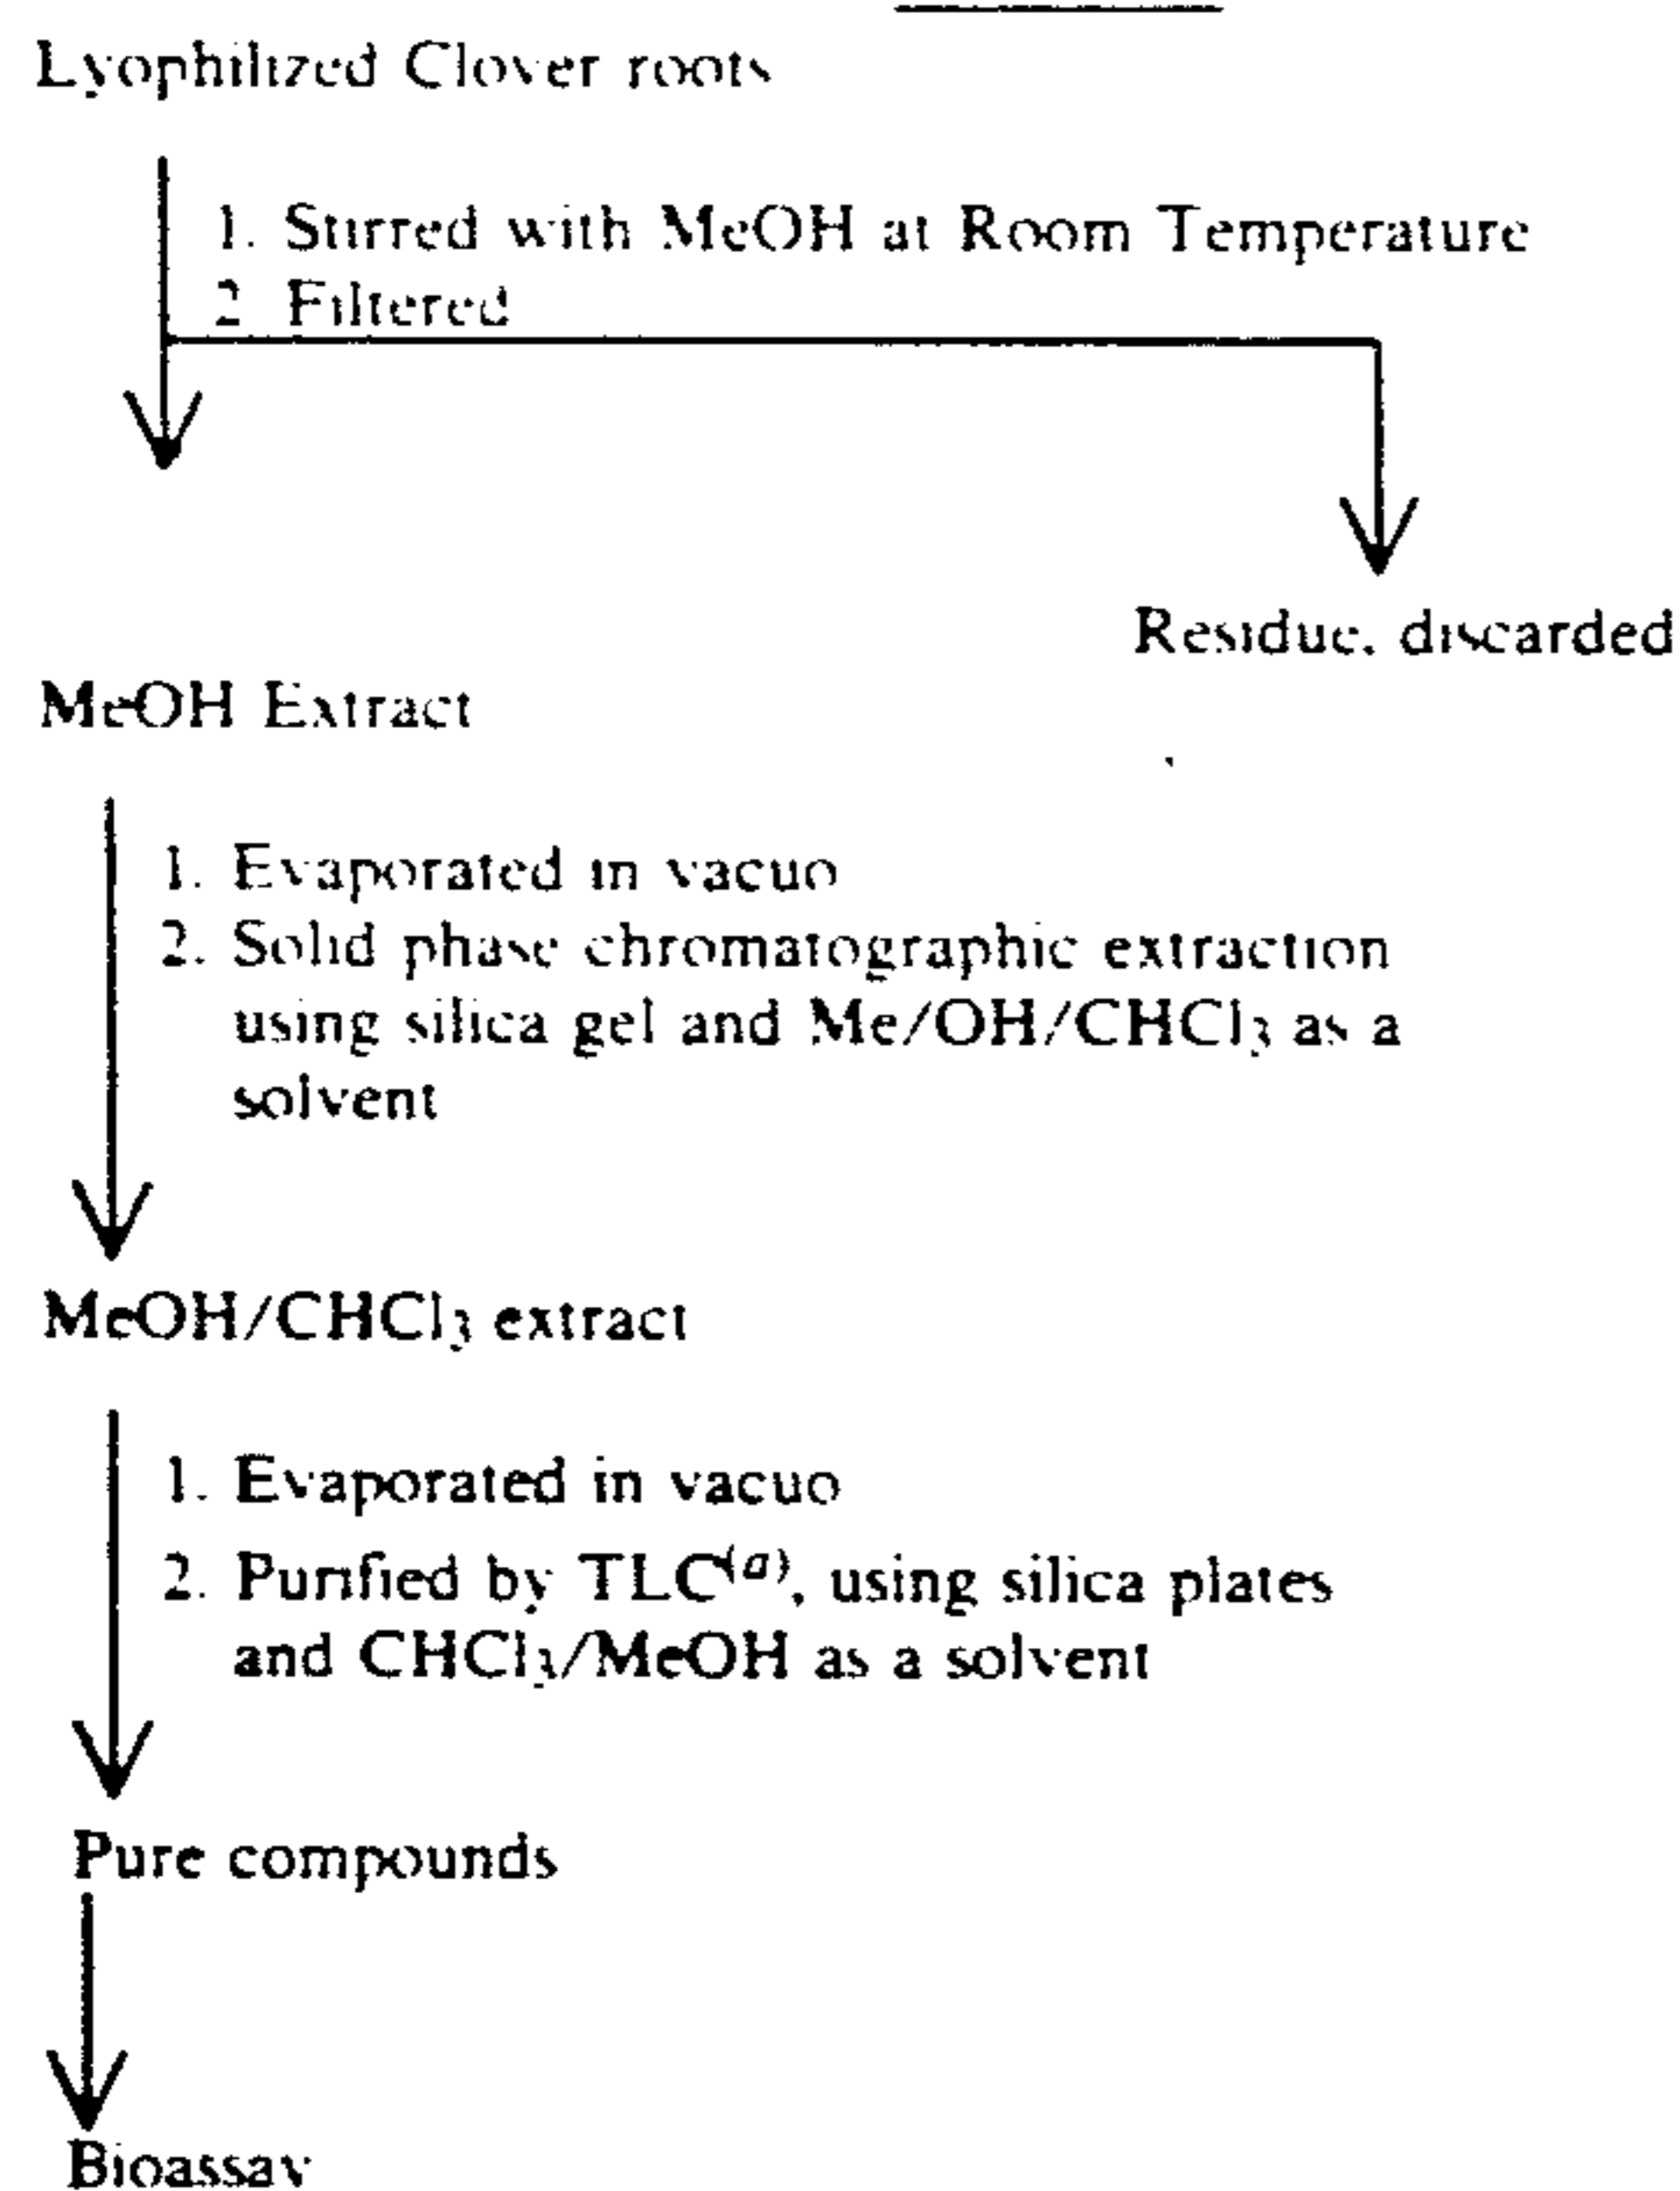 Lyophilized Clover roots
1. Stirred with MeOH at Room Temperature
2. Filtered
Residue, discarded
MeOH Extract
1. Evaporated in vacuo
2. Solid phase chromatographic extraction
using silica gel and Me/OH/CHCl₃ as a
solvent
MeOH/CHCl₃ extract
1. Evaporated in vacuo
2. Purified by TLC⁽ᵃ⁾, using silica plates
and CHCl₃/MeOH as a solvent
Pure compounds
Bioassay